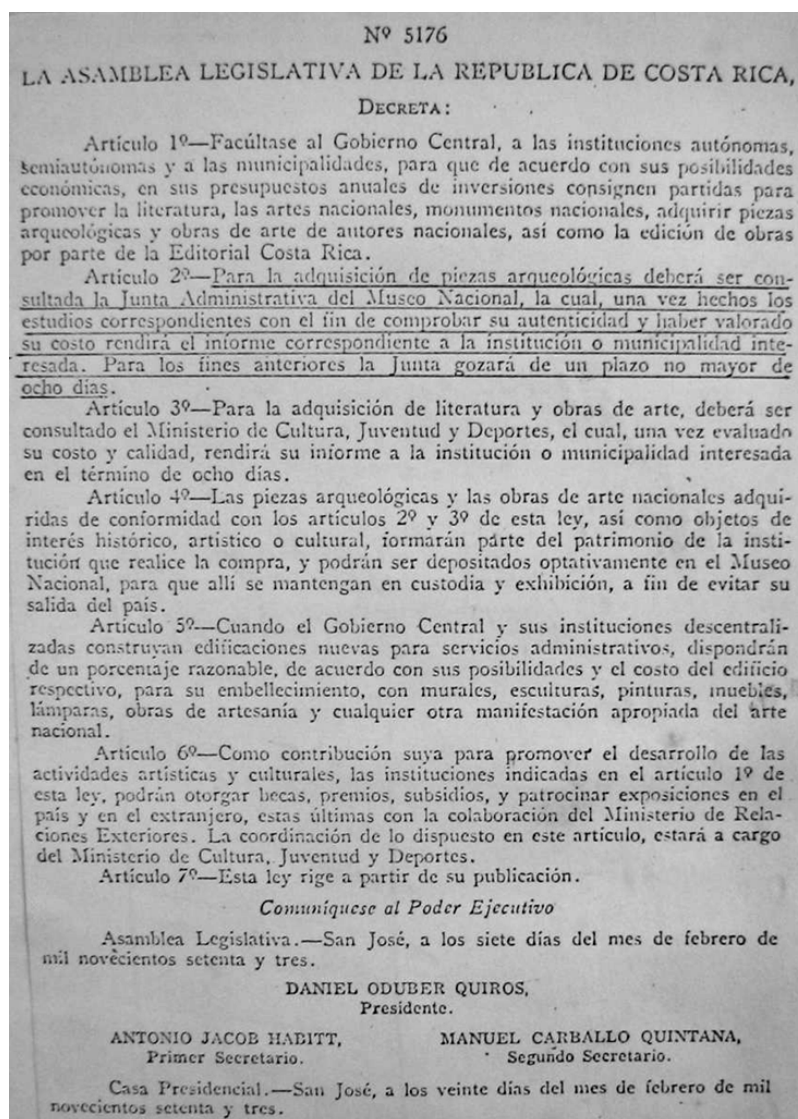 Nº 5176
LA ASAMBLEA LEGISLATIVA DE LA REPUBLICA DE COSTA RICA,
DECRETA:
Artículo 1º—Facúltase al Gobierno Central, a las instituciones autónomas,
semiautónomas y a las municipalidades, para que de acuerdo con sus posibilidades
económicas, en sus presupuestos anuales de inversiones consignen partidas para
promover la literatura, las artes nacionales, monumentos nacionales, adquirir piezas
arqueológicas y obras de arte de autores nacionales, así como la edición de obras
por parte de la Editorial Costa Rica.
Artículo 2º—Para la adquisición de piezas arqueológicas deberá ser con-
sultada la Junta Administrativa del Museo Nacional, la cual, una vez hechos los
estudios correspondientes con el fin de comprobar su autenticidad y haber valorado
su costo rendirá el informe correspondiente a la institución o municipalidad inte-
resada. Para los fines anteriores la Junta gozará de un plazo no mayor de
ocho días.
Artículo 3º—Para la adquisición de literatura y obras de arte, deberá ser
consultado el Ministerio de Cultura, Juventud y Deportes, el cual, una vez evaluado
su costo y calidad, rendirá su informe a la institución o municipalidad interesada
en el término de ocho días.
Artículo 4º—Las piezas arqueológicas y las obras de arte nacionales adqui-
ridas de conformidad con los artículos 2º y 3º de esta ley, así como objetos de
interés histórico, artístico o cultural, formarán parte del patrimonio de la insti-
tución que realice la compra, y podrán ser depositados optativamente en el Museo
Nacional, para que allí se mantengan en custodia y exhibición, a fin de evitar su
salida del país.
Artículo 5º—Cuando el Gobierno Central y sus instituciones descentrali-
zadas construyan edificaciones nuevas para servicios administrativos, dispondrán
de un porcentaje razonable, de acuerdo con sus posibilidades y el costo del edificio
respectivo, para su embellecimiento, con murales, esculturas, pinturas, muebles,
lámparas, obras de artesanía y cualquier otra manifestación apropiada del arte
nacional.
Artículo 6º—Como contribución suya para promover el desarrollo de las
actividades artísticas y culturales, las instituciones indicadas en el artículo 1º de
esta ley, podrán otorgar becas, premios, subsidios, y patrocinar exposiciones en el
país y en el extranjero, estas últimas con la colaboración del Ministerio de Rela-
ciones Exteriores. La coordinación de lo dispuesto en este artículo, estará a cargo
del Ministerio de Cultura, Juventud y Deportes.
Artículo 7º—Esta ley rige a partir de su publicación.
Comuníquese al Poder Ejecutivo
Asamblea Legislativa.—San José, a los siete días del mes de febrero de
mil novecientos setenta y tres.
DANIEL ODUBER QUIROS,
Presidente.
ANTONIO JACOB HABITT, MANUEL CARBALLO QUINTANA,
Primer Secretario. Segundo Secretario.
Casa Presidencial.—San José, a los veinte días del mes de febrero de mil
novecientos setenta y tres.